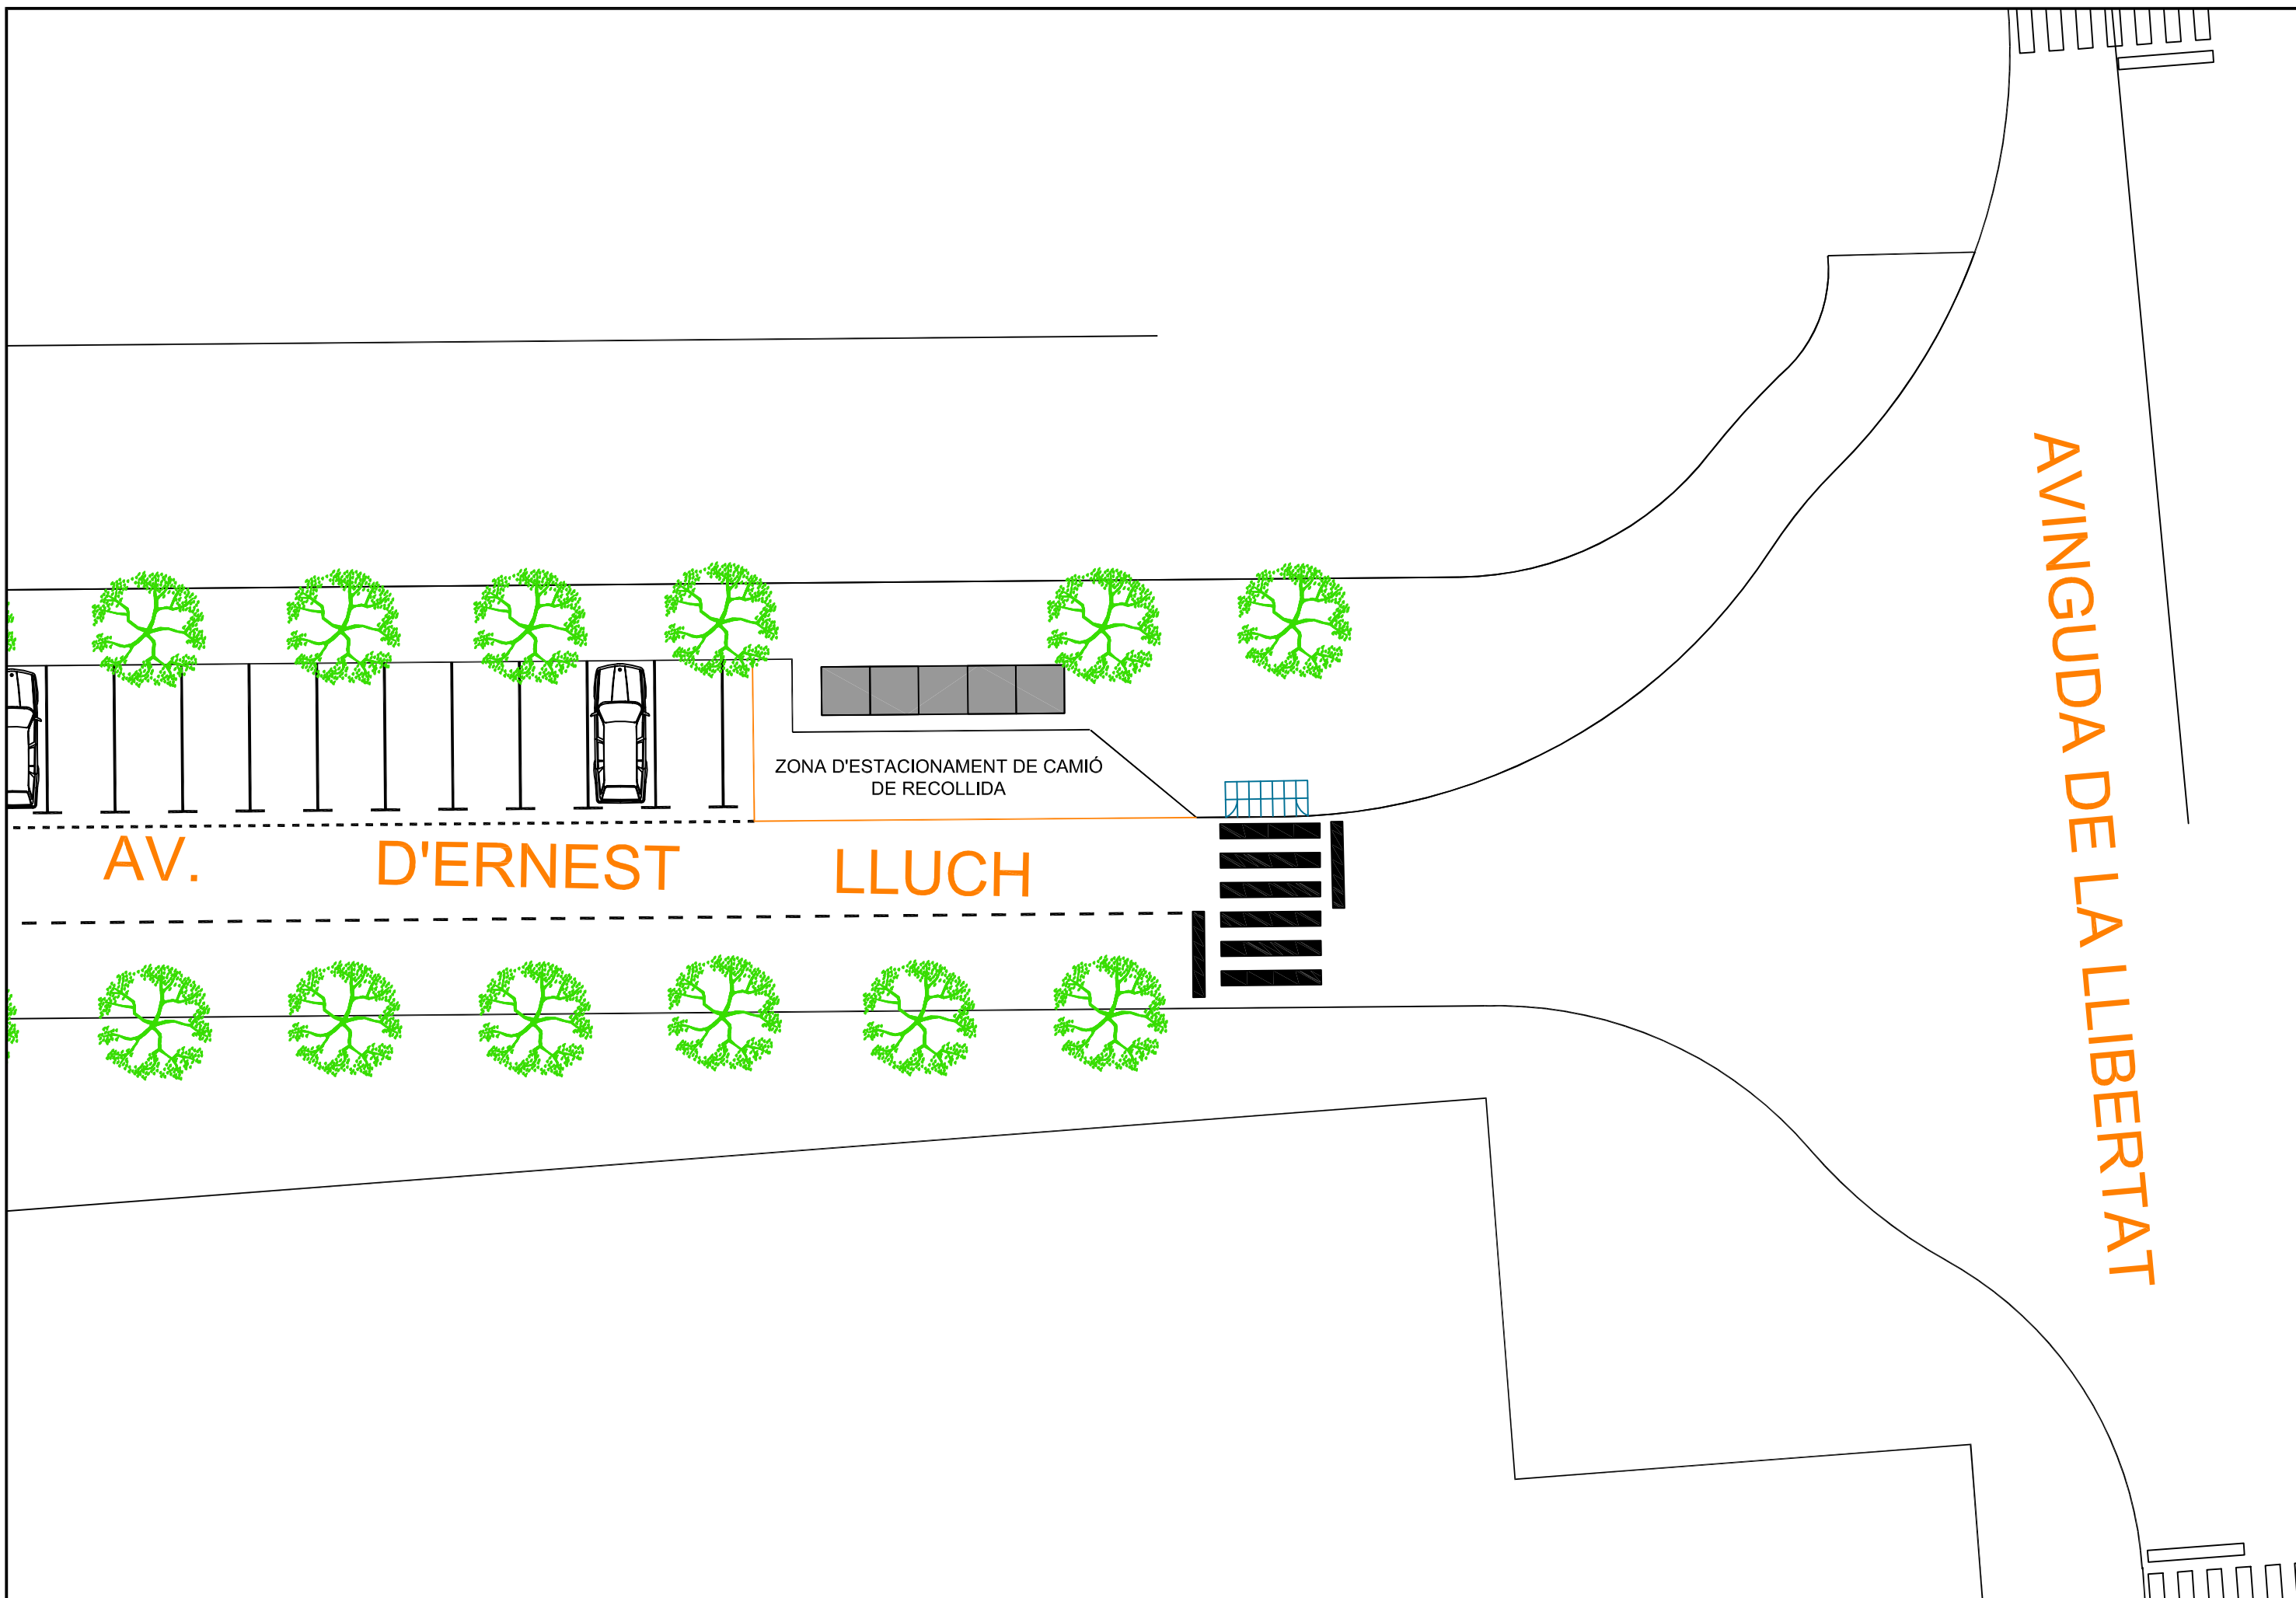 ZONA D'ESTACIONAMENT DE CAMIÓ
DE RECOLLIDA
AV. D'ERNEST LLUCH
AVINGUDA DE LA LLIBERTAT